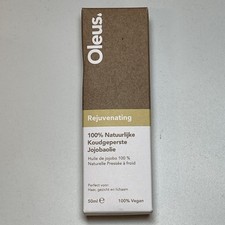 Oleus.
Rejuvenating
100% Natuurlijke
Koudgeperste
Jojobaolie
Huile de jojoba 100 %
Naturelle Pressée à froid
Perfect voor:
Haar, gezicht en lichaam
50ml
100% Vegan